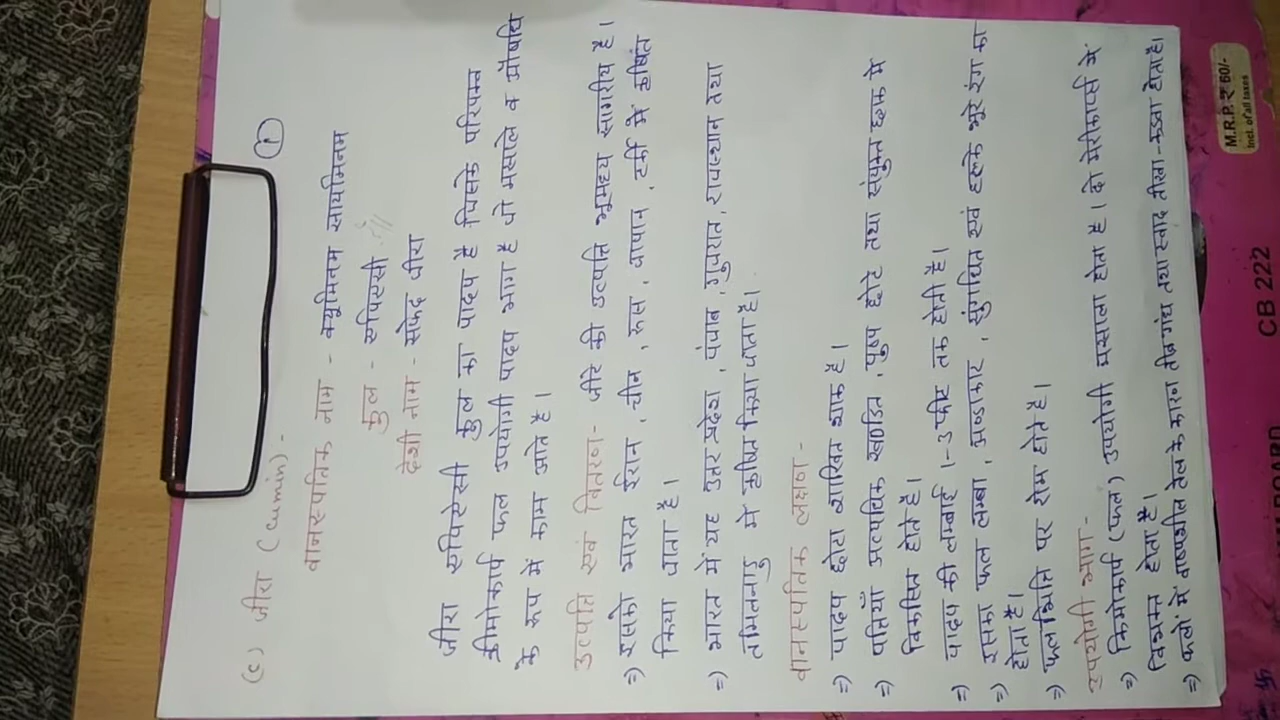 (c) जीरा (Cumin) -
1
वानस्पतिक नाम - क्यूमिनम सायमिनम
कुल - एपिएसी
देशी नाम - सफेद जीरा
जीरा एपिएसी कुल का पादप है जिसके परिपक्व
क्रीमोकार्प फल उपयोगी पादप भाग है जो मसाले व औषधि
के रूप में काम आते है।
उत्पति एवं वितरण- जीरे की उत्पति भूमध्य सागरीय है।
⇒ इसको भारत ईरान, चीन, रूस, जापान, टर्की में कृषित
किया जाता है।
⇒ भारत में यह उत्तर प्रदेश, पंजाब, गुजरात, राजस्थान तथा
तमिलनाडु में कृषित किया जाता है।
वानस्पतिक लक्षण -
⇒ पादप छोटा शाखित शाक है।
⇒ पतियाँ अत्यधिक खण्डित, पुष्प छोटे तथा संयुक्त छत्रक में
विकसित होते है।
⇒ पादप की लम्बाई 1-3 फीट तक होती है।
⇒ इसका फल लम्बा, अण्डाकार, सुंगधित एवं हल्के भूरे रंग का
होता है।
⇒ फलभिति पर रोम होते है।
उपयोगी भाग -
⇒ क्रिमोकार्प (फल) उपयोगी मसाला होता है। दो मेरीकार्प्स में
विभक्त होता है।
⇒ फलों में वाष्पशील तेल के कारण तीव्र गंध तथा स्वाद तीखा-कड़वा होता है।
M.R.P. ₹ 60/-
Incl. of all taxes
CB 222
BOARD